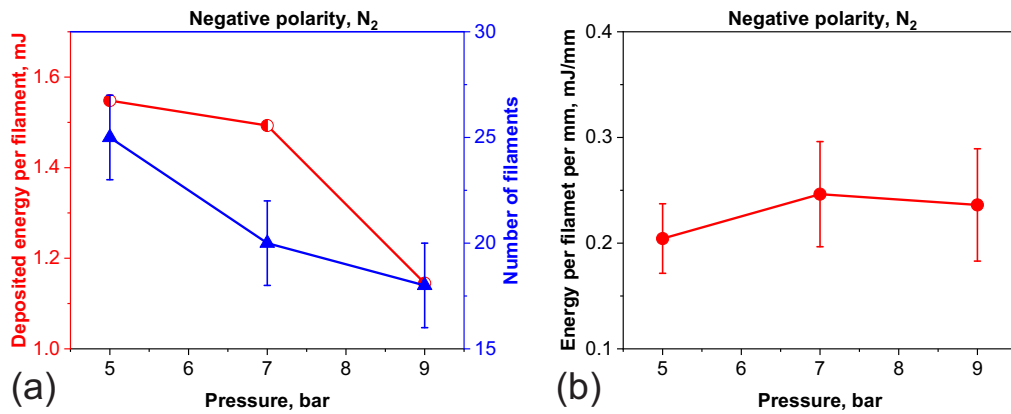 Negative polarity, N2
Deposited energy per filament, mJ
1.6
1.4
1.2
1.0
30
25
20
15
Number of filaments
5
6
7
8
9
Pressure, bar
(a)
Negative polarity, N2
Energy per filamet per mm, mJ/mm
0.4
0.3
0.2
0.1
5
6
7
8
9
Pressure, bar
(b)